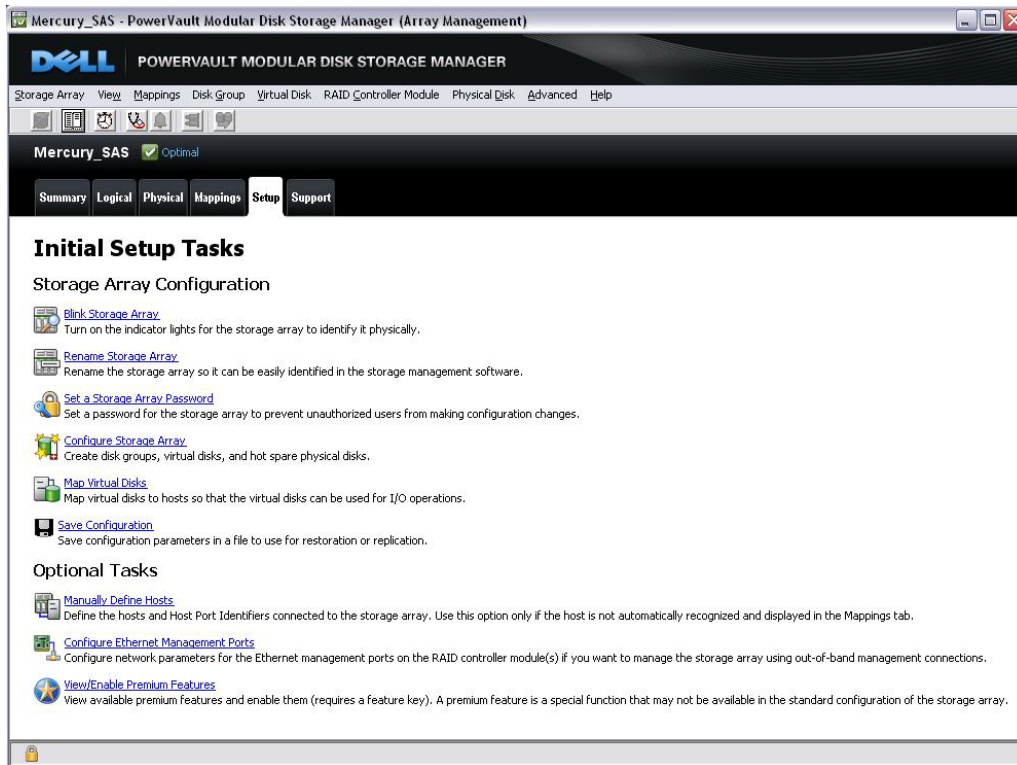 Mercury_SAS - PowerVault Modular Disk Storage Manager (Array Management)
DELL POWERVAULT MODULAR DISK STORAGE MANAGER
Storage Array View Mappings Disk Group Virtual Disk RAID Controller Module Physical Disk Advanced Help
Mercury_SAS Optimal
Summary Logical Physical Mappings Setup Support
Initial Setup Tasks
Storage Array Configuration
Blink Storage Array
Turn on the indicator lights for the storage array to identify it physically.
Rename Storage Array
Rename the storage array so it can be easily identified in the storage management software.
Set a Storage Array Password
Set a password for the storage array to prevent unauthorized users from making configuration changes.
Configure Storage Array
Create disk groups, virtual disks, and hot spare physical disks.
Map Virtual Disks
Map virtual disks to hosts so that the virtual disks can be used for I/O operations.
Save Configuration
Save configuration parameters in a file to use for restoration or replication.
Optional Tasks
Manually Define Hosts
Define the hosts and Host Port Identifiers connected to the storage array. Use this option only if the host is not automatically recognized and displayed in the Mappings tab.
Configure Ethernet Management Ports
Configure network parameters for the Ethernet management ports on the RAID controller module(s) if you want to manage the storage array using out-of-band management connections.
View/Enable Premium Features
View available premium features and enable them (requires a feature key). A premium feature is a special function that may not be available in the standard configuration of the storage array.